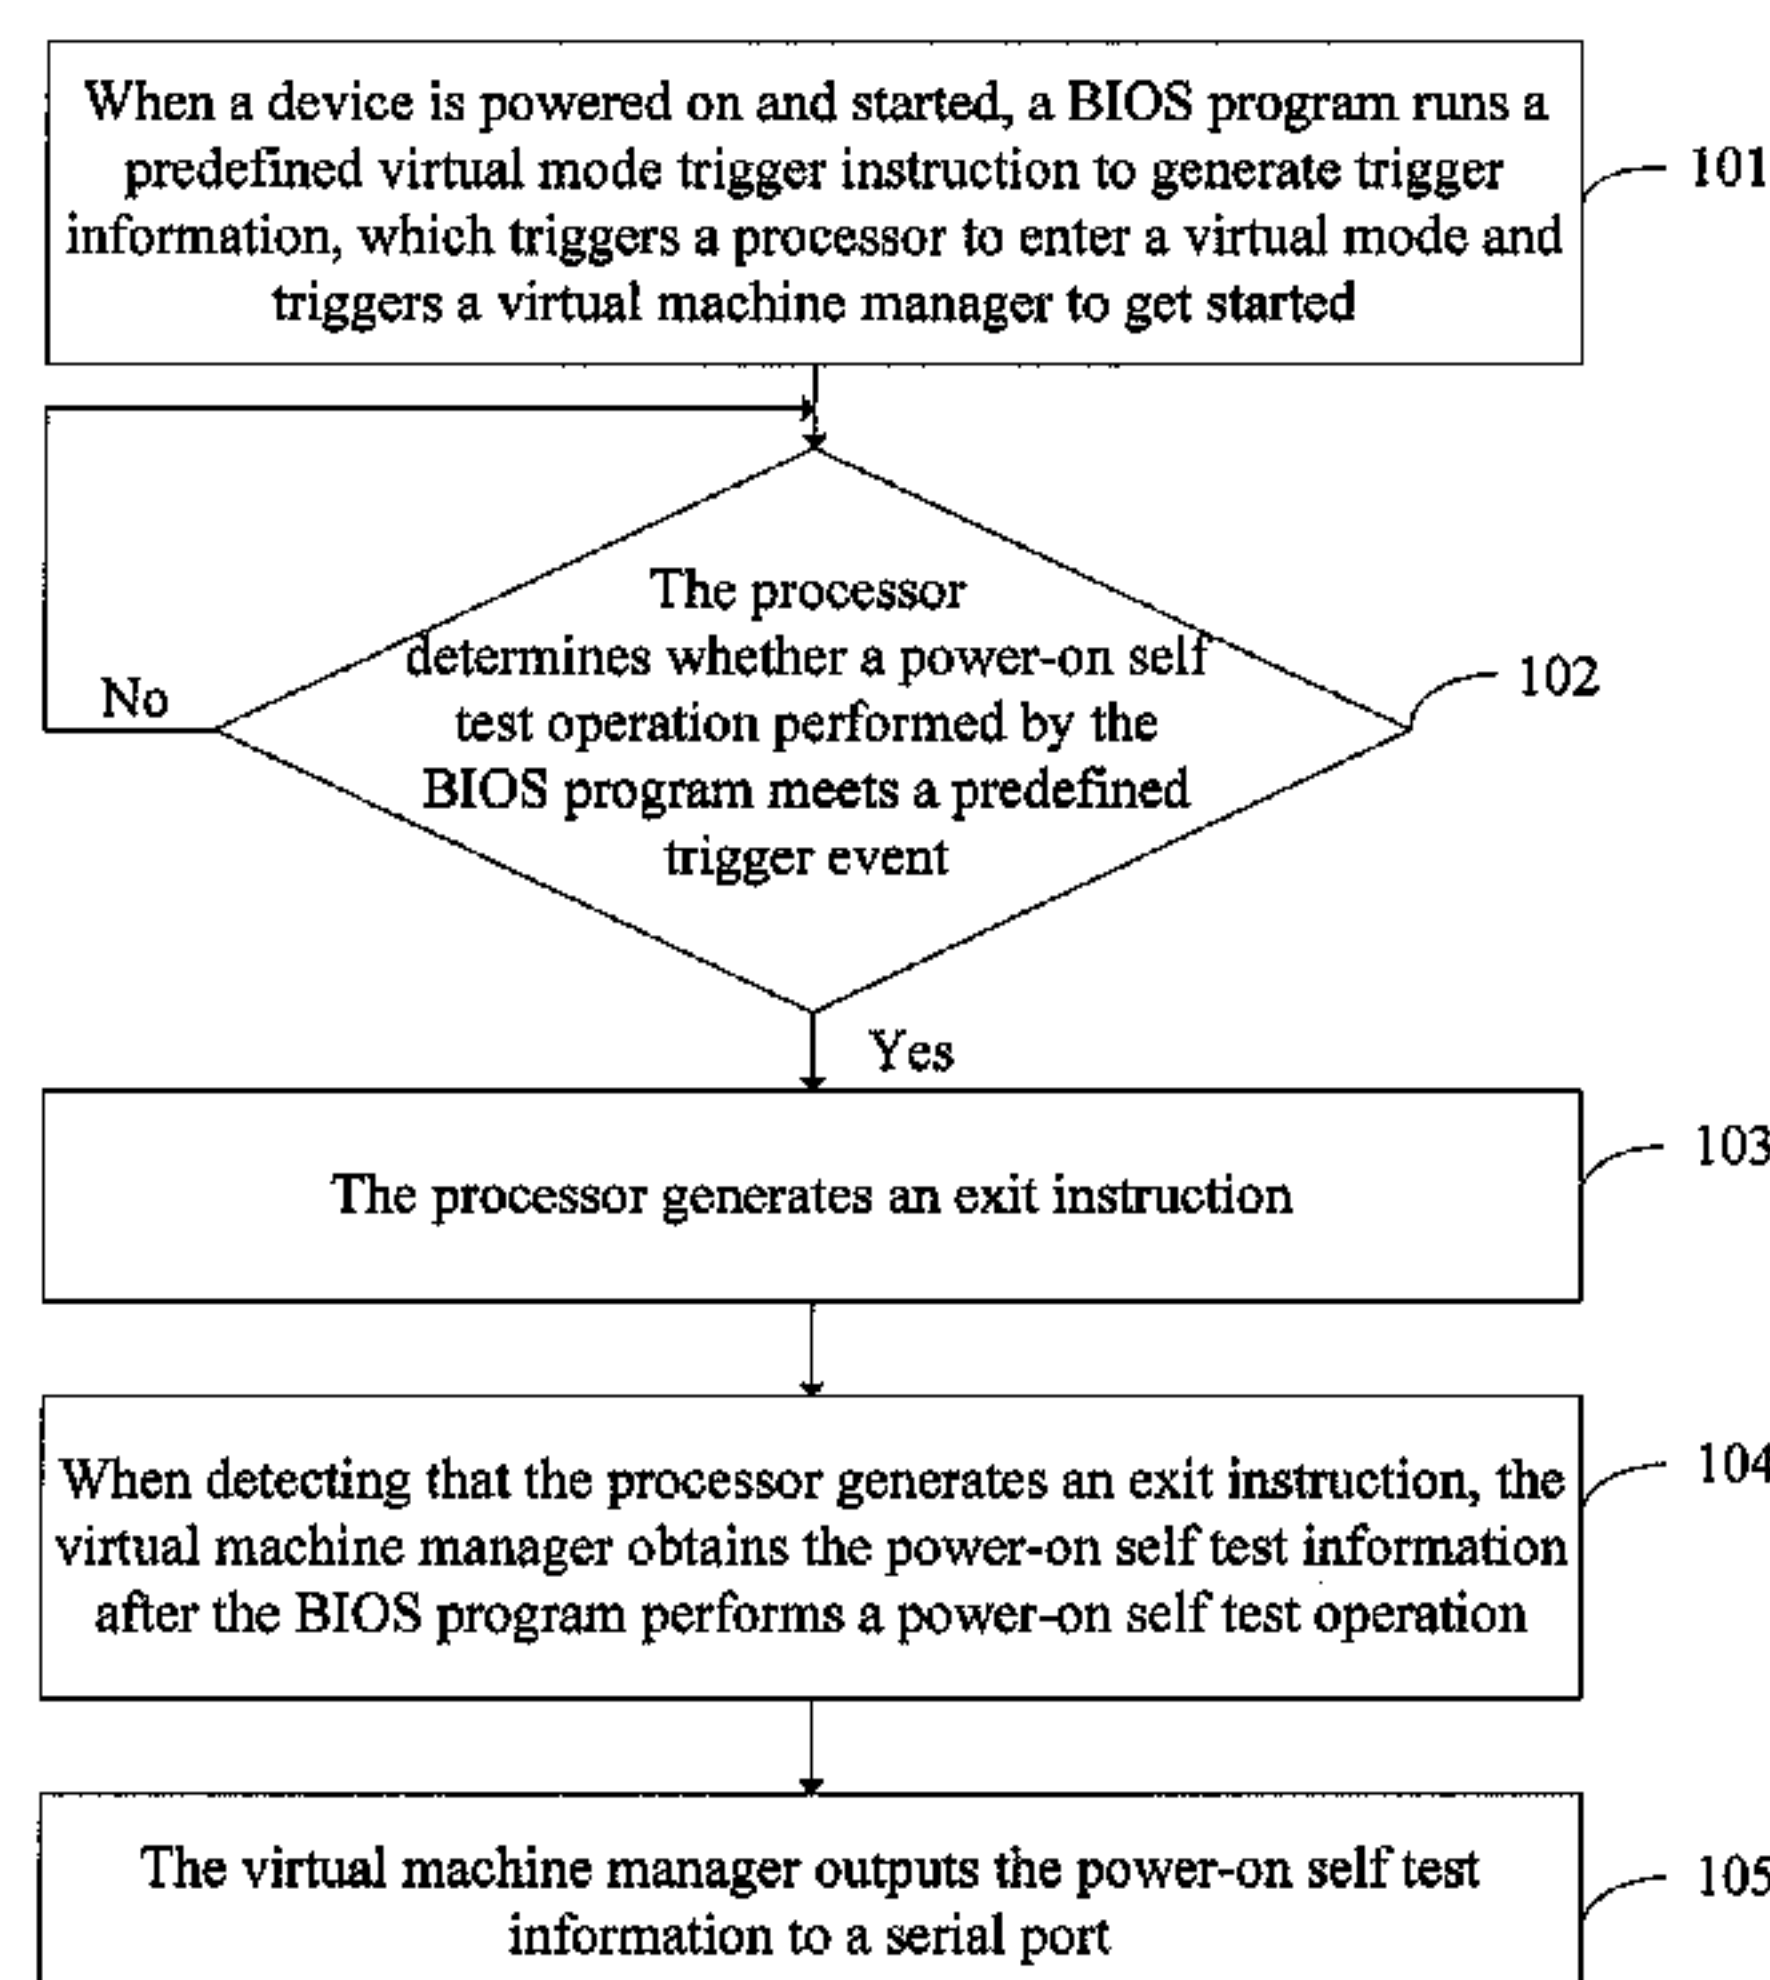 When a device is powered on and started, a BIOS program runs a
predefined virtual mode trigger instruction to generate trigger
information, which triggers a processor to enter a virtual mode and
triggers a virtual machine manager to get started
101
The processor
determines whether a power-on self
test operation performed by the
BIOS program meets a predefined
trigger event
102
No
Yes
The processor generates an exit instruction
103
When detecting that the processor generates an exit instruction, the
virtual machine manager obtains the power-on self test information
after the BIOS program performs a power-on self test operation
104
The virtual machine manager outputs the power-on self test
information to a serial port
105